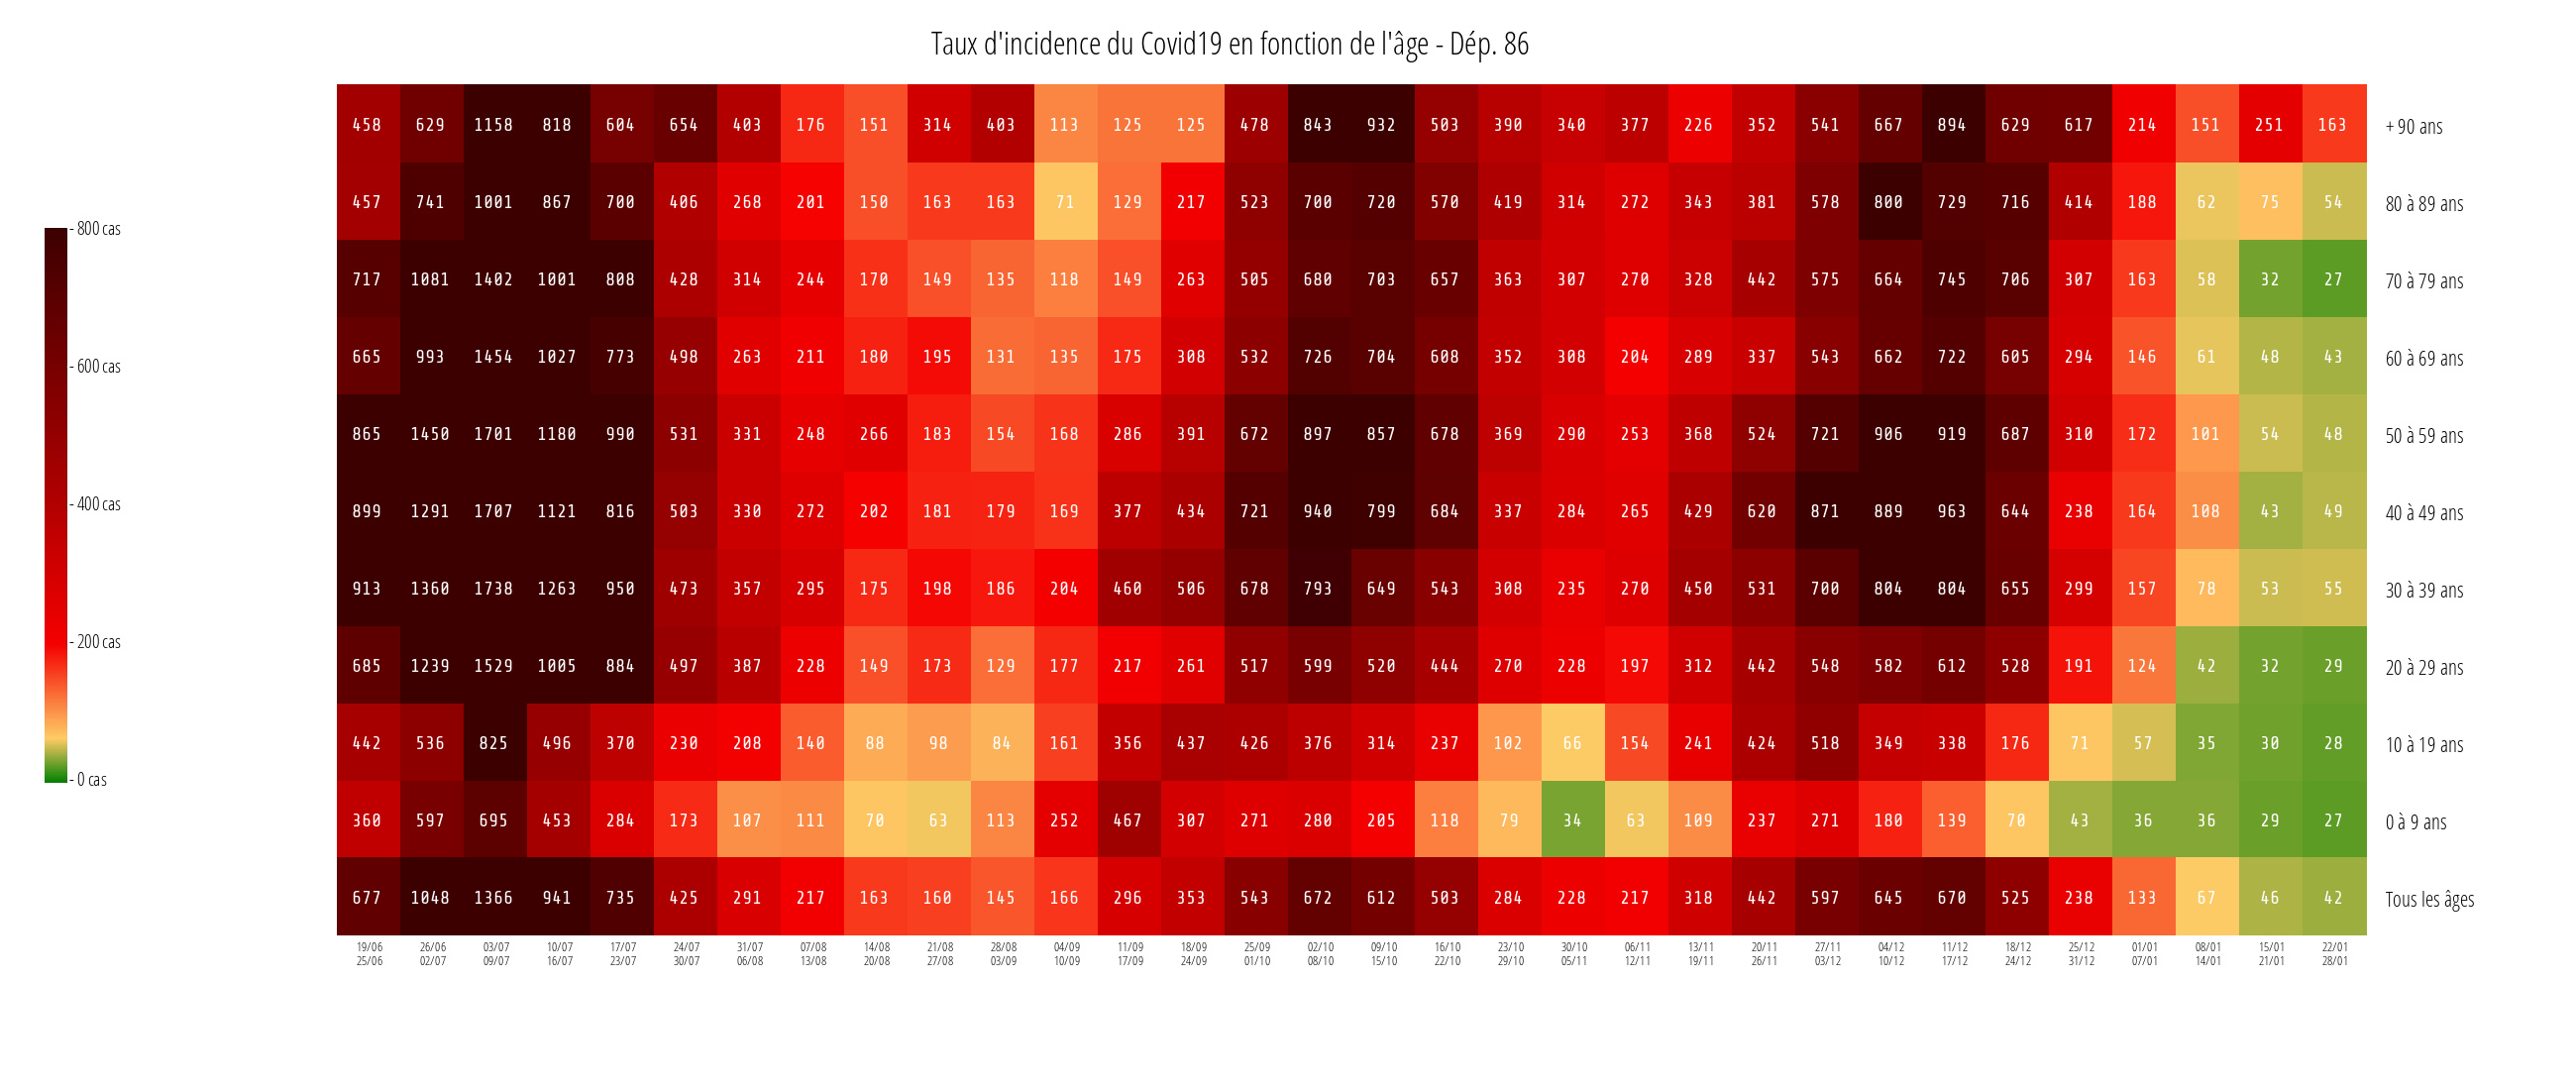 Taux d'incidence du Covid19 en fonction de l'âge - Dép. 86
458 629 1158 818 604 654 403 176 151 314 403 113 125 125 478 843 932 503 390 340 377 226 352 541 667 894 629 617 214 151 251 163 + 90 ans
457 741 1001 867 700 406 268 201 150 163 163 71 129 217 523 700 720 570 419 314 272 343 381 578 800 729 716 414 188 62 75 54 80 à 89 ans
- 800 cas
717 1081 1402 1001 808 428 314 244 170 149 135 118 149 263 505 680 703 657 363 307 270 328 442 575 664 745 706 307 163 58 32 27 70 à 79 ans
665 993 1454 1027 773 498 263 211 180 195 131 135 175 308 532 726 704 608 352 308 204 289 337 543 662 722 605 294 146 61 48 43 60 à 69 ans
- 600 cas
865 1450 1701 1180 990 531 331 248 266 183 154 168 286 391 672 897 857 678 369 290 253 368 524 721 906 919 687 310 172 101 54 48 50 à 59 ans
- 400 cas
899 1291 1707 1121 816 503 330 272 202 181 179 169 377 434 721 940 799 684 337 284 265 429 620 871 889 963 644 238 164 108 43 49 40 à 49 ans
913 1360 1738 1263 950 473 357 295 175 198 186 204 460 506 678 793 649 543 308 235 270 450 531 700 804 804 655 299 157 78 53 55 30 à 39 ans
- 200 cas
685 1239 1529 1005 884 497 387 228 149 173 129 177 217 261 517 599 520 444 270 228 197 312 442 548 582 612 528 191 124 42 32 29 20 à 29 ans
442 536 825 496 370 230 208 140 88 98 84 161 356 437 426 376 314 237 102 66 154 241 424 518 349 338 176 71 57 35 30 28 10 à 19 ans
- 0 cas
360 597 695 453 284 173 107 111 70 63 113 252 467 307 271 280 205 118 79 34 63 109 237 271 180 139 70 43 36 36 29 27 0 à 9 ans
677 1048 1366 941 735 425 291 217 163 160 145 166 296 353 543 672 612 503 284 228 217 318 442 597 645 670 525 238 133 67 46 42 Tous les âges
19/06 26/06 03/07 10/07 17/07 24/07 31/07 07/08 14/08 21/08 28/08 04/09 11/09 18/09 25/09 02/10 09/10 16/10 23/10 30/10 06/11 13/11 20/11 27/11 04/12 11/12 18/12 25/12 01/01 08/01 15/01 22/01
25/06 02/07 09/07 16/07 23/07 30/07 06/08 13/08 20/08 27/08 03/09 10/09 17/09 24/09 01/10 08/10 15/10 22/10 29/10 05/11 12/11 19/11 26/11 03/12 10/12 17/12 24/12 31/12 07/01 14/01 21/01 28/01